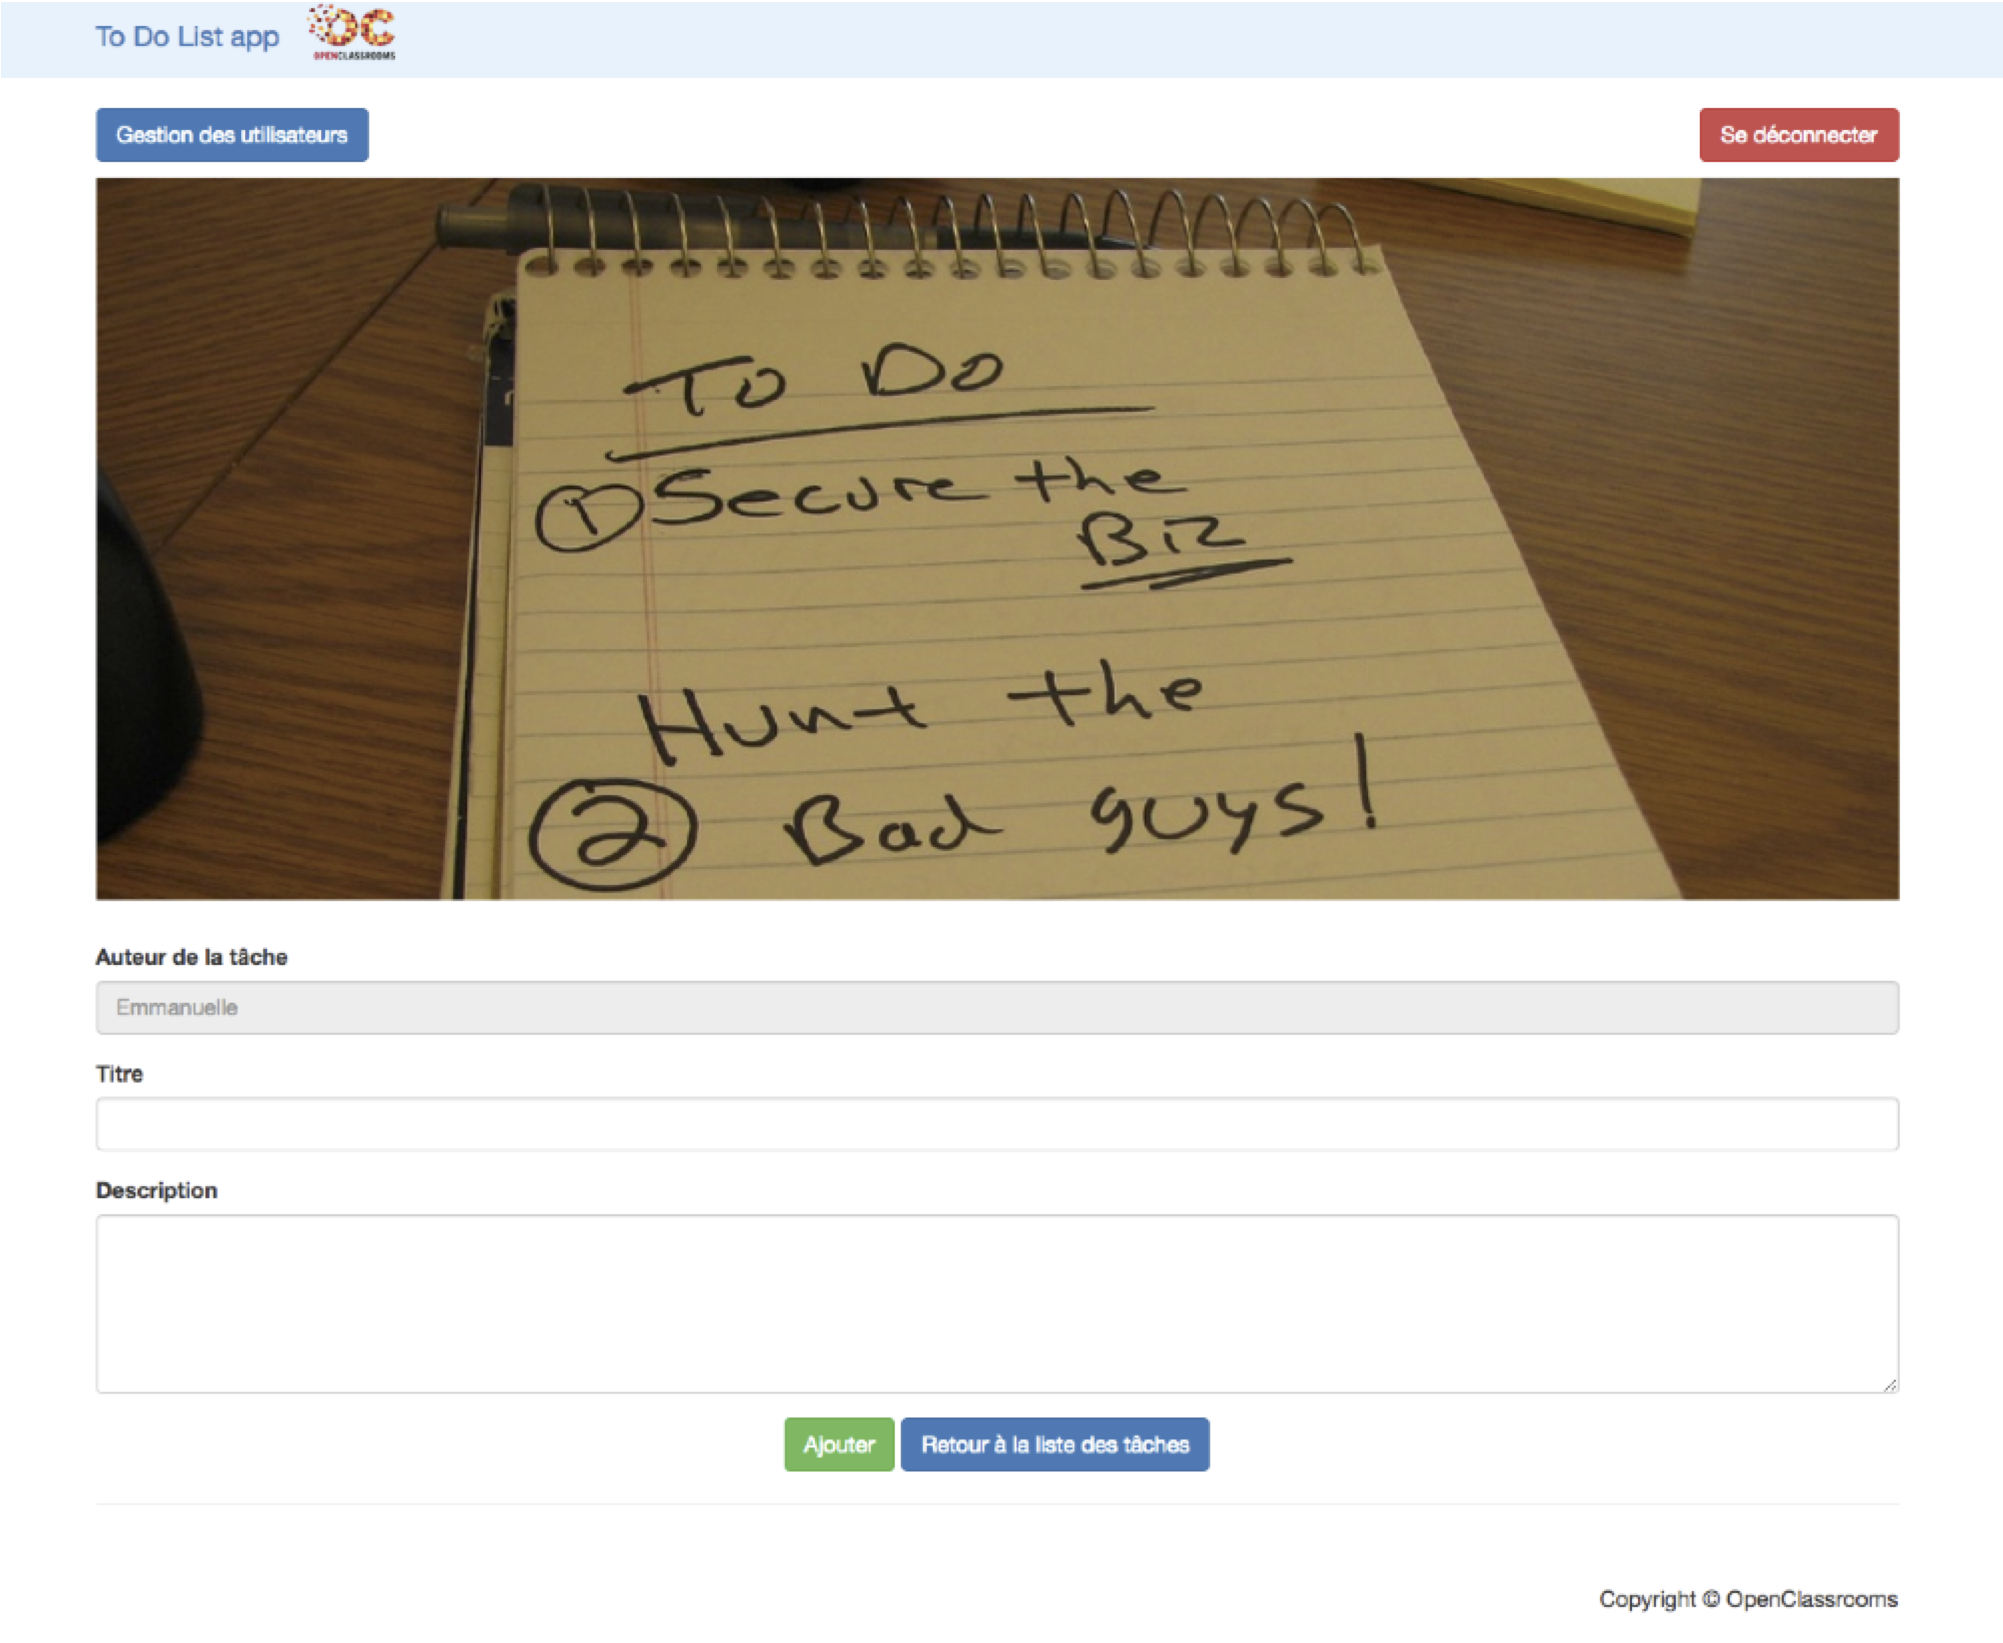 To Do List app
OC
OPENCLASSROOMS
Gestion des utilisateurs
Se déconnecter
To Do
1 Secure the
Biz
Hunt the
2 Bad guys!
Auteur de la tâche
Emmanuelle
Titre
Description
Ajouter
Retour à la liste des tâches
Copyright © OpenClassrooms